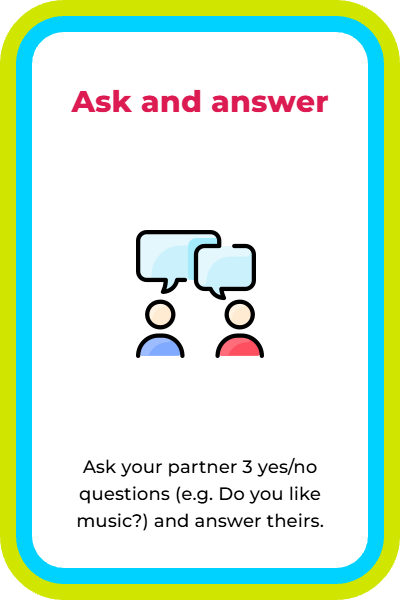 Ask and answer
Ask your partner 3 yes/no
questions (e.g. Do you like
music?) and answer theirs.